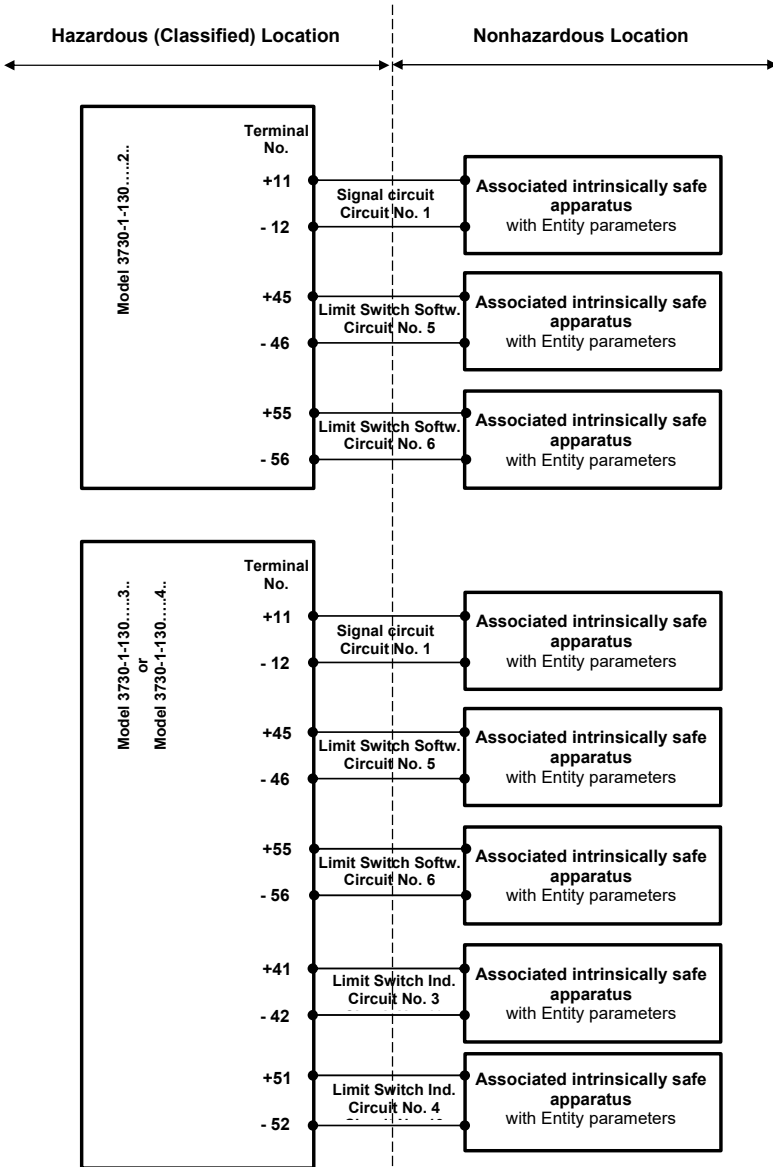 Hazardous (Classified) Location
Nonhazardous Location
Model 3730-1-130.....2..
Terminal
No.
+11
Signal circuit
Circuit No. 1
- 12
Associated intrinsically safe
apparatus
with Entity parameters
+45
Limit Switch Softw.
Circuit No. 5
- 46
Associated intrinsically safe
apparatus
with Entity parameters
+55
Limit Switch Softw.
Circuit No. 6
- 56
Associated intrinsically safe
apparatus
with Entity parameters
Model 3730-1-130.....3..
or
Model 3730-1-130.....4..
Terminal
No.
+11
Signal circuit
Circuit No. 1
- 12
Associated intrinsically safe
apparatus
with Entity parameters
+45
Limit Switch Softw.
Circuit No. 5
- 46
Associated intrinsically safe
apparatus
with Entity parameters
+55
Limit Switch Softw.
Circuit No. 6
- 56
Associated intrinsically safe
apparatus
with Entity parameters
+41
Limit Switch Ind.
Circuit No. 3
- 42
Associated intrinsically safe
apparatus
with Entity parameters
+51
Limit Switch Ind.
Circuit No. 4
- 52
Associated intrinsically safe
apparatus
with Entity parameters